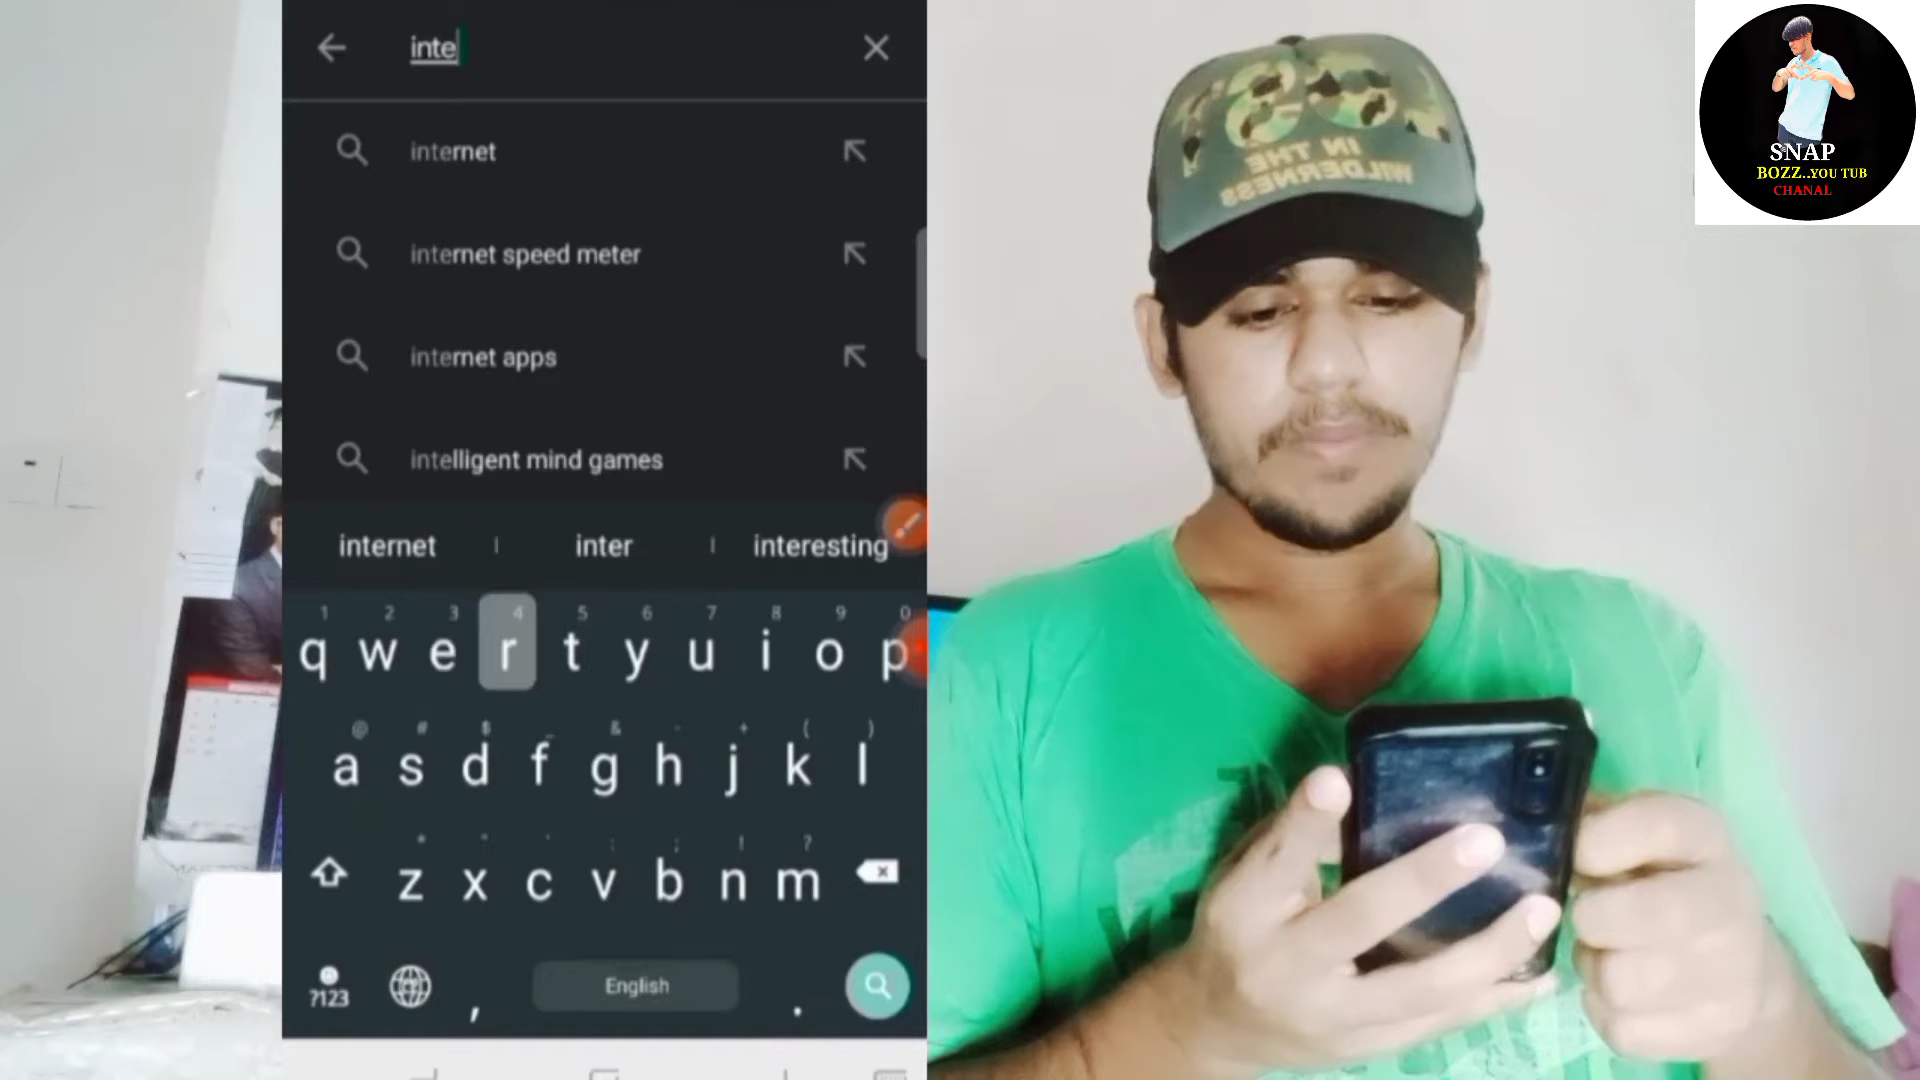 inte
internet
internet speed meter
internet apps
intelligent mind games
internet | inter | interesting
1 2 3 4 5 6 7 8 9 0
q w e r t y u i o p
@ # $ _ & - + ( )
a s d f g h j k l
* " ' : ; ! ?
z x c v b n m
?123 , English .
LOST
IN THE
WILDERNESS
SNAP
BOZZ..YOU TUB
CHANAL